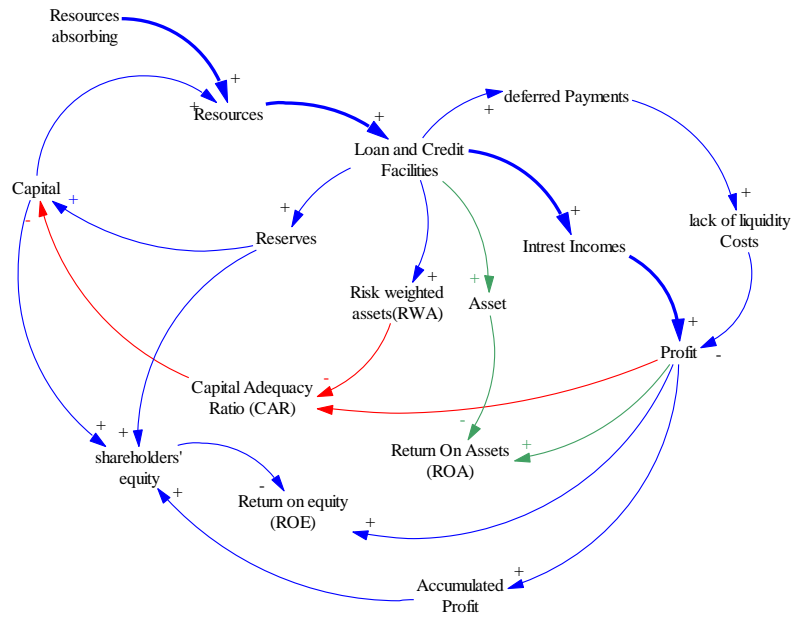 Resources
absorbing
+
+
Resources
+
deferred Payments
+
Loan and Credit
Facilities
Capital
+
-
+
+
lack of liquidity
Costs
+
Reserves
Intrest Incomes
+
+
Risk weighted
assets(RWA)
Asset
+
Profit
-
-
Capital Adequacy
Ratio (CAR)
+
+
-
+
shareholders'
equity
Return On Assets
(ROA)
+
-
Return on equity
(ROE)
+
+
Accumulated
Profit